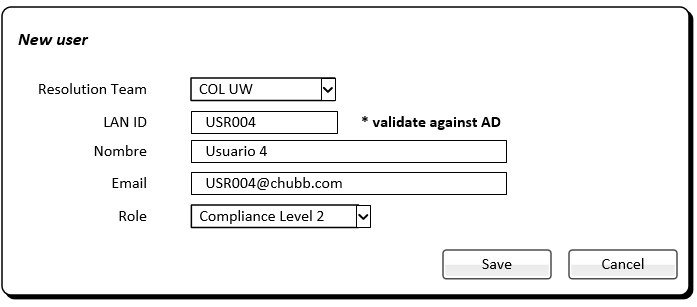 New user
Resolution Team COL UW
LAN ID USR004 * validate against AD
Nombre Usuario 4
Email USR004@chubb.com
Role Compliance Level 2
Save Cancel